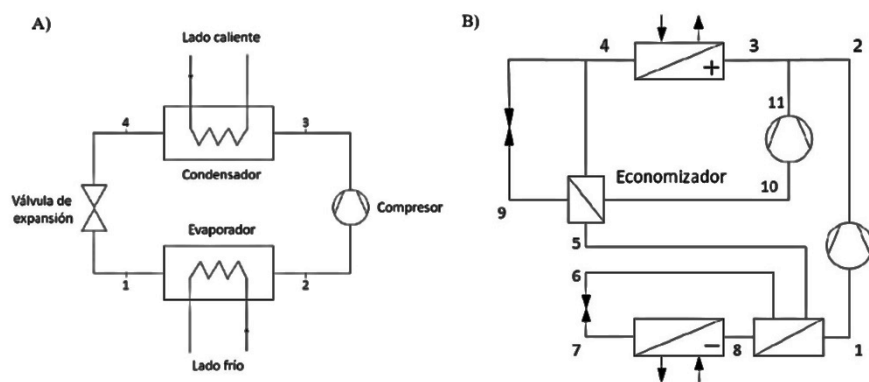 A)
Lado caliente
4
3
Condensador
Válvula de
expansión
Compresor
Evaporador
1
2
Lado frío
B)
4
3
2
+
11
Economizador
10
9
5
6
7
−
8
1